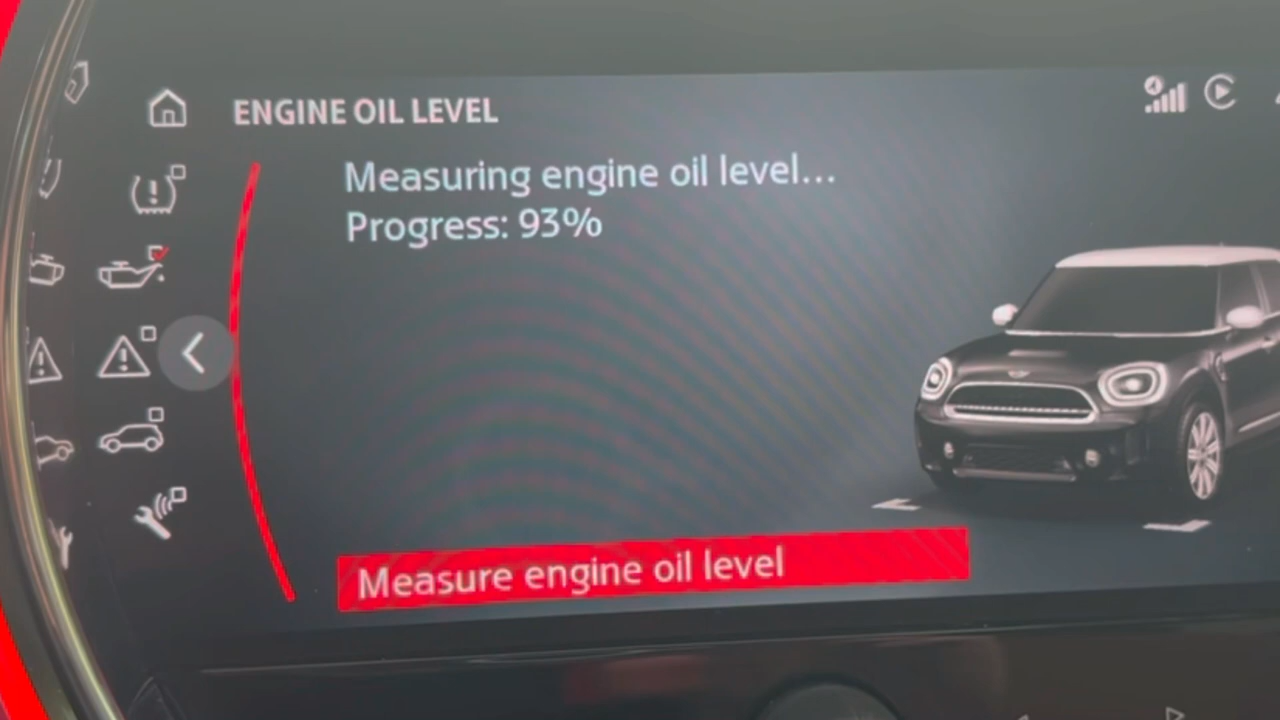 ENGINE OIL LEVEL
Measuring engine oil level...
Progress: 93%
Measure engine oil level